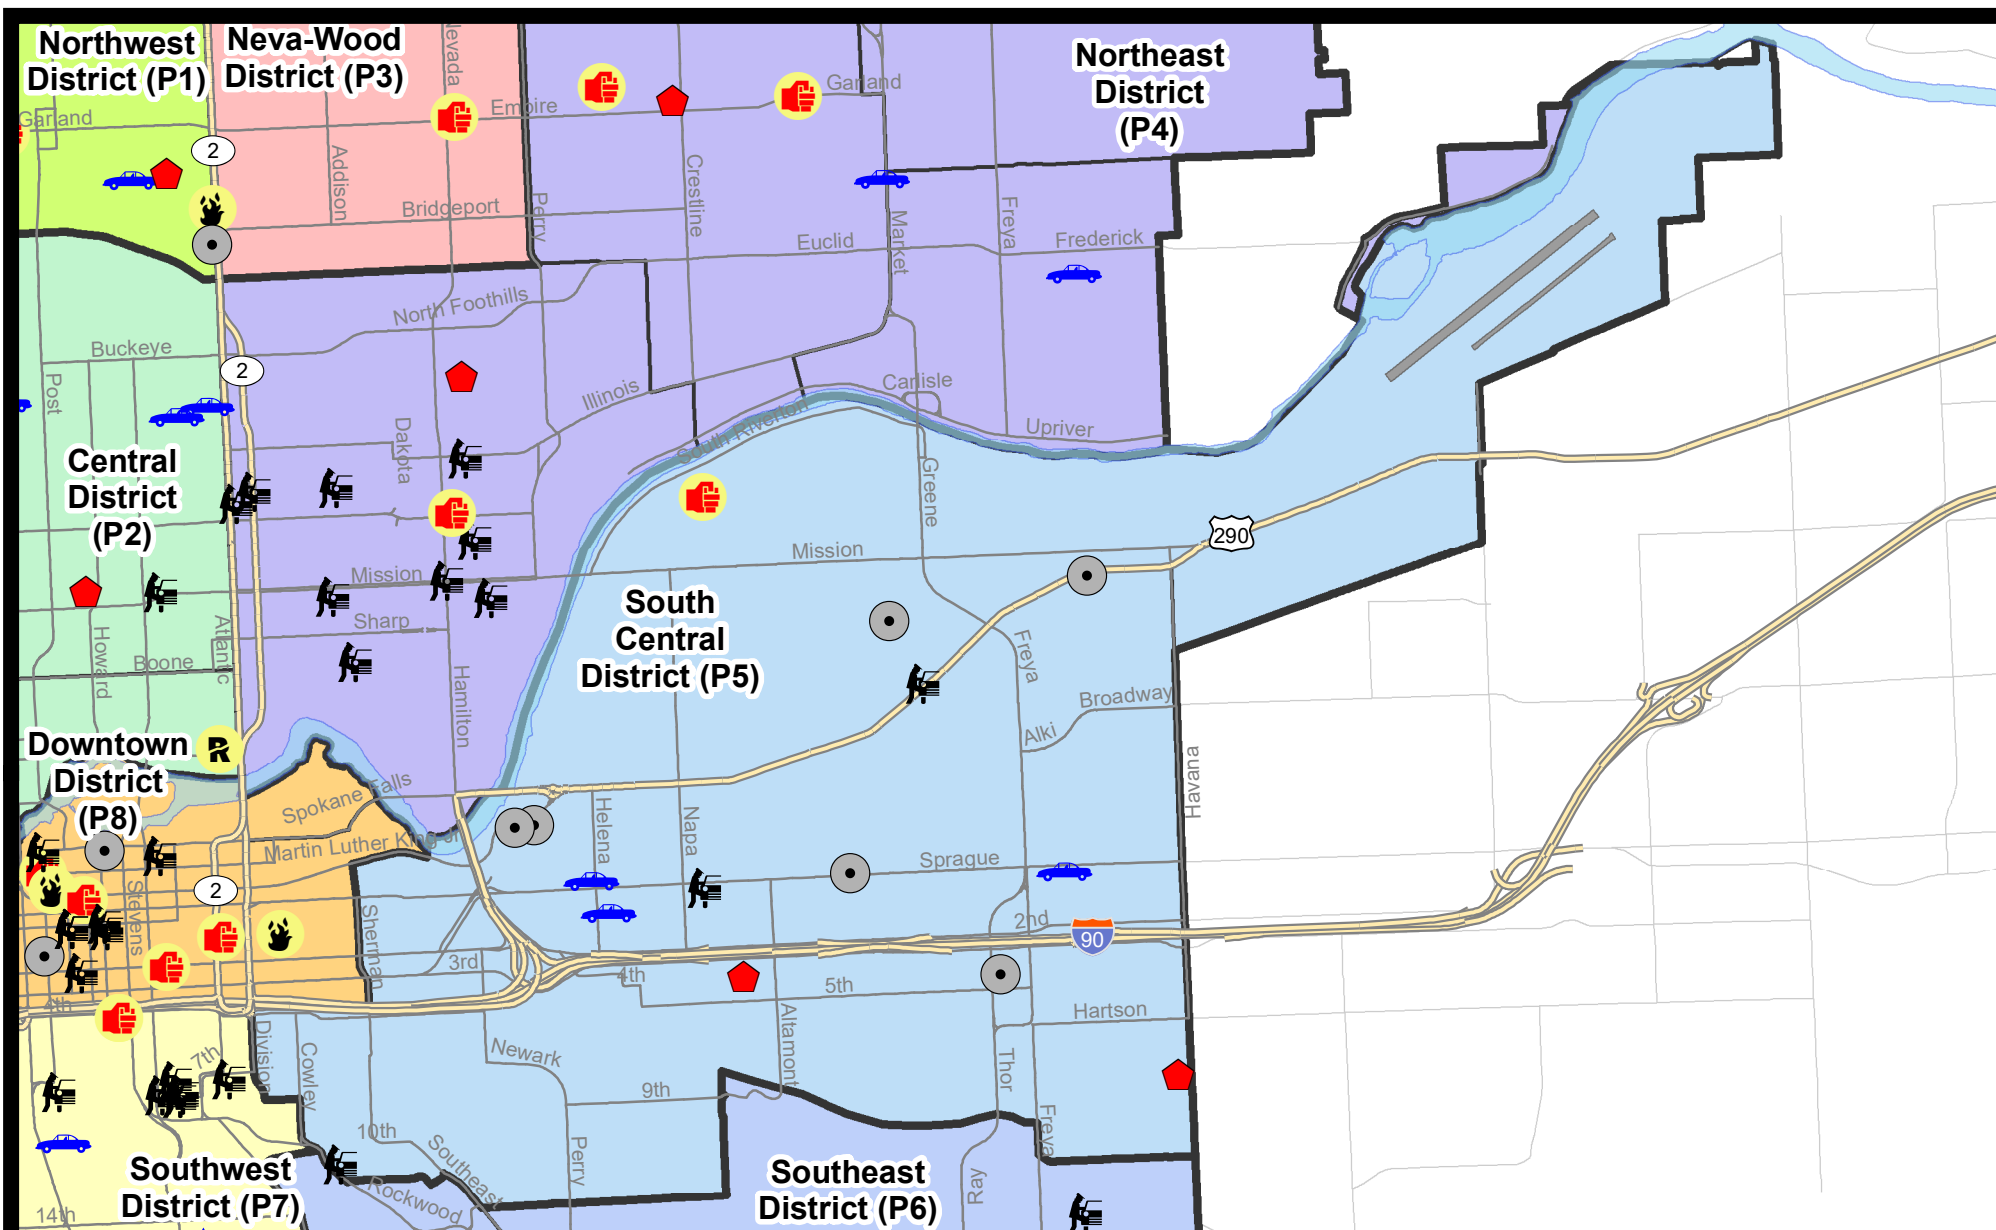 Northwest
District (P1)
Neva-Wood
District (P3)
Northeast
District
(P4)
Nevada
Garland
Empire
Garland
2
Addison
Bridgeport
Perry
Crestline
Market
Freya
Euclid
Frederick
North Foothills
Buckeye
2
Post
Illinois
Carlisle
South Riverton
Upriver
Dakota
Central
District
(P2)
Greene
290
Mission
Mission
South
Central
District (P5)
Sharp
Howard
Boone
Atlantic
Hamilton
Freya
Broadway
Alki
Havana
Downtown
District
(P8)
Spokane Falls
Martin Luther King Jr
Helena
Napa
Sprague
2
Stevens
Sherman
2nd
90
3rd
4th
5th
4th
Hartson
Altamont
Division
Cowley
7th
Newark
9th
Thor
Freya
10th
Southeast
Perry
Rockwood
Ray
Southwest
District (P7)
Southeast
District (P6)
14th